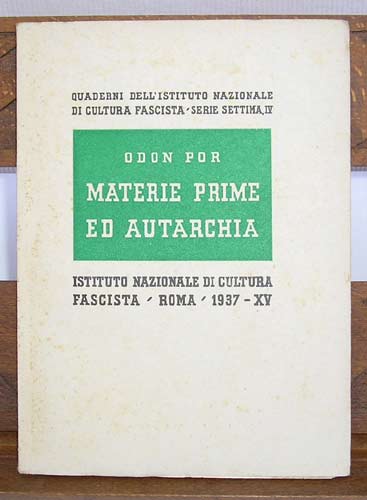 QUADERNI DELL'ISTITUTO NAZIONALE
DI CULTURA FASCISTA - SERIE SETTIMA, IV
ODON POR
MATERIE PRIME
ED AUTARCHIA
ISTITUTO NAZIONALE DI CULTURA
FASCISTA - ROMA - 1937 - XV